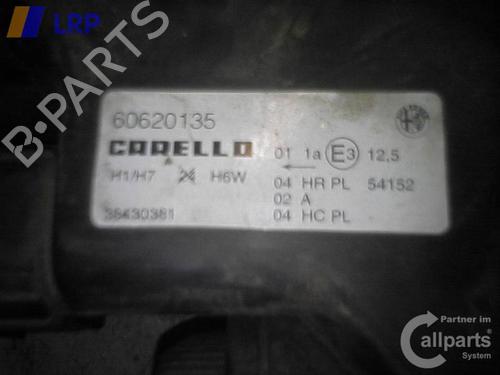 LRP
B-PARTS
60620135
CARELLO
01 1a E3 12,5
H1/H7 H6W
04 HR PL 54152
02 A
38430381
04 HC PL
Partner im
Callparts
System